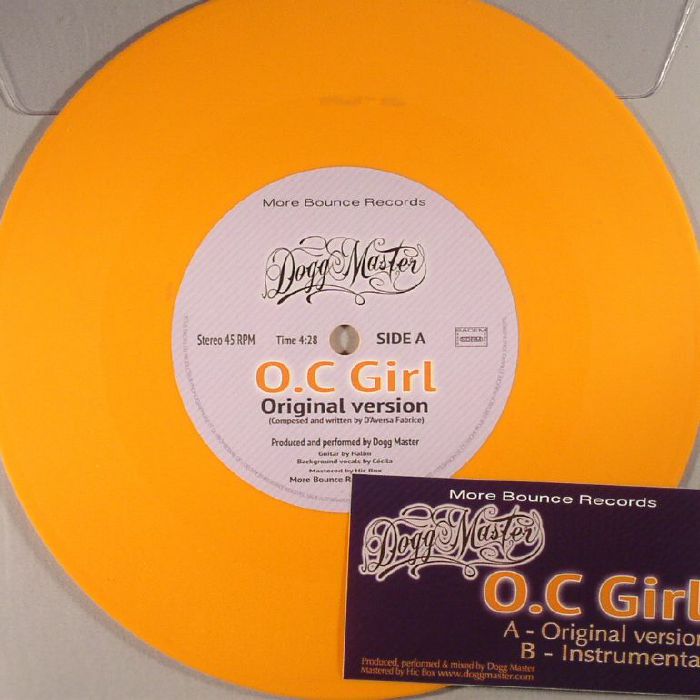 More Bounce Records
Dogg Master
Stereo 45 RPM
Time 4:28
SIDE A
SACEM
SDRM
O.C Girl
Original version
(Composed and written by D'Aversa Fabrice)
Produced and performed by Dogg Master
Guitar by
Background vocals by Cécila
Mastered by Hic Box
More Bounce
More Bounce Records
Dogg Master
O.C Girl
A - Original version
B - Instrumenta
Produced, performed & mixed by Dogg Master
Mastered by Hic Box www.doggmaster.com